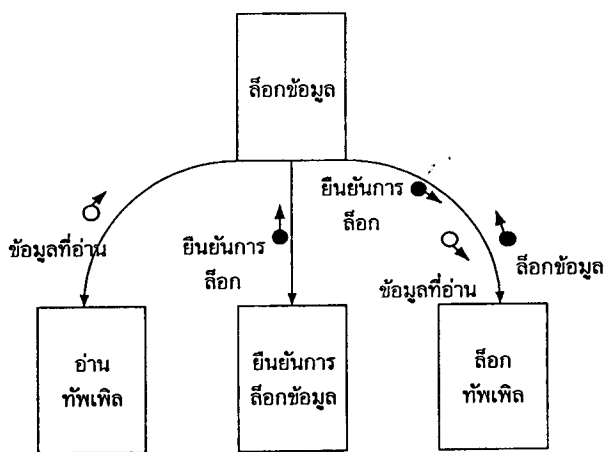 ล็อกข้อมูล
ยืนยันการ
ล็อก
ข้อมูลที่อ่าน
ยืนยันการ
ล็อก
ข้อมูลที่อ่าน
ล็อกข้อมูล
อ่าน
ทัพเพิล
ยืนยันการ
ล็อกข้อมูล
ล็อก
ทัพเพิล